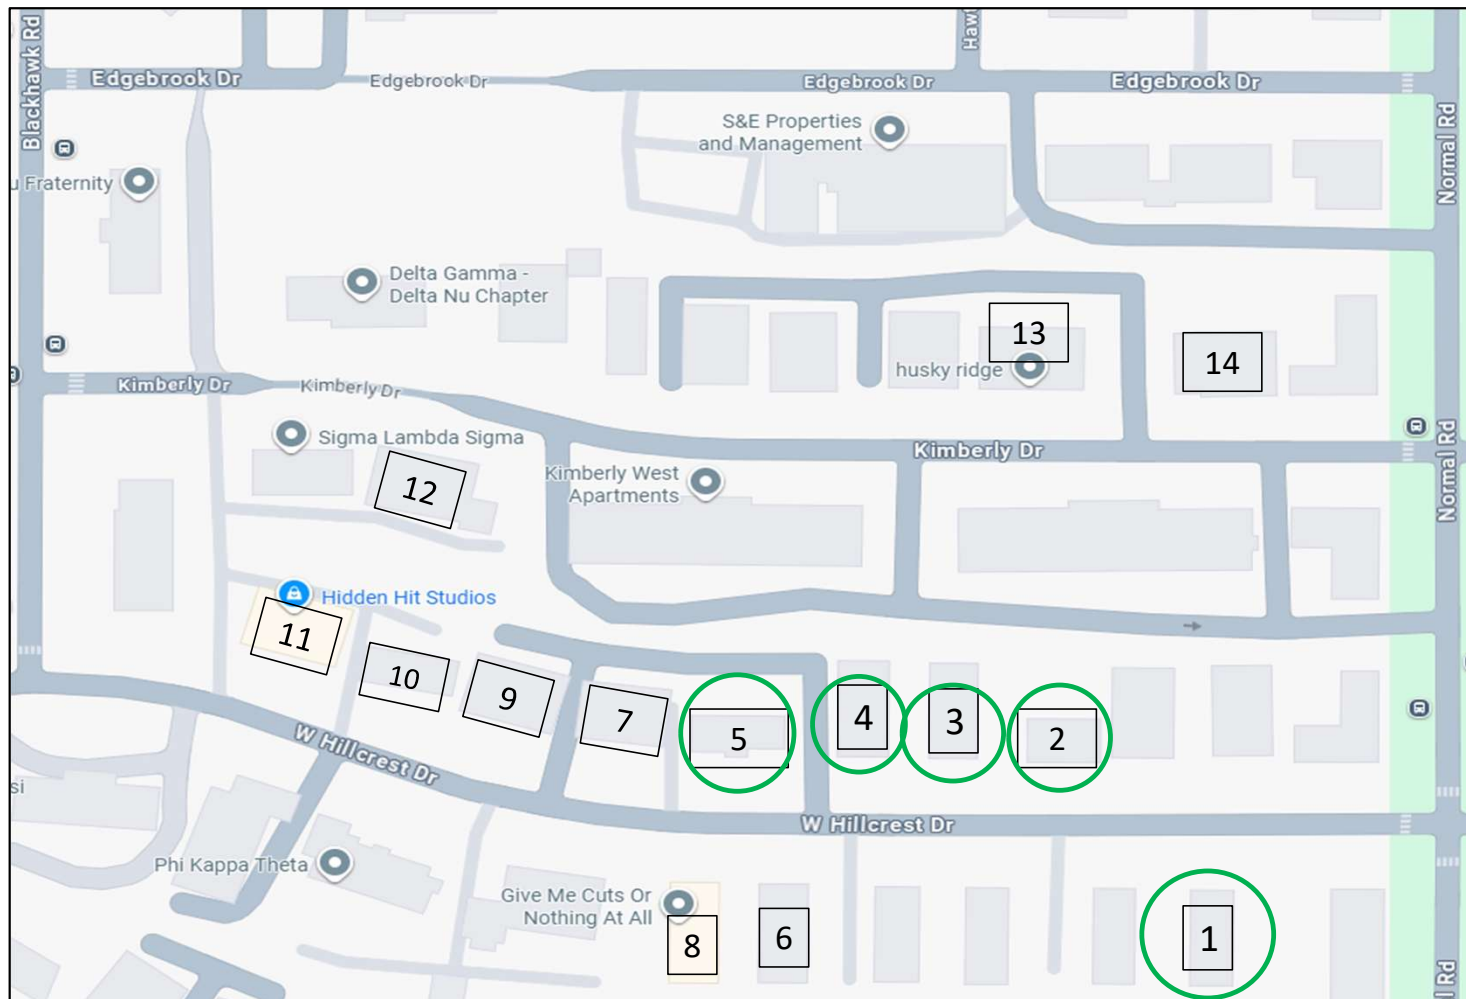 Blackhawk Rd
Edgebrook Dr
Edgebrook Dr
Edgebrook Dr
Edgebrook Dr
Haw
Normal Rd
S&E Properties
and Management
u Fraternity
Delta Gamma -
Delta Nu Chapter
13
husky ridge
14
Kimberly Dr
Kimberly Dr
Kimberly Dr
Normal Rd
Sigma Lambda Sigma
12
Kimberly West
Apartments
Hidden Hit Studios
11
10
9
7
5
4
3
2
W Hillcrest Dr
W Hillcrest Dr
si
Phi Kappa Theta
Give Me Cuts Or
Nothing At All
8
6
1
l Rd